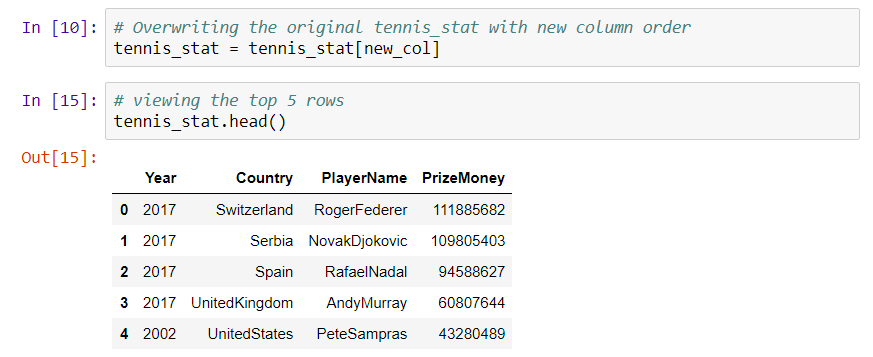 In [10]: # Overwriting the original tennis_stat with new column order
tennis_stat = tennis_stat[new_col]
In [15]: # viewing the top 5 rows
tennis_stat.head()
Out[15]:
Year Country PlayerName PrizeMoney
0 2017 Switzerland RogerFederer 111885682
1 2017 Serbia NovakDjokovic 109805403
2 2017 Spain RafaelNadal 94588627
3 2017 UnitedKingdom AndyMurray 60807644
4 2002 UnitedStates PeteSampras 43280489